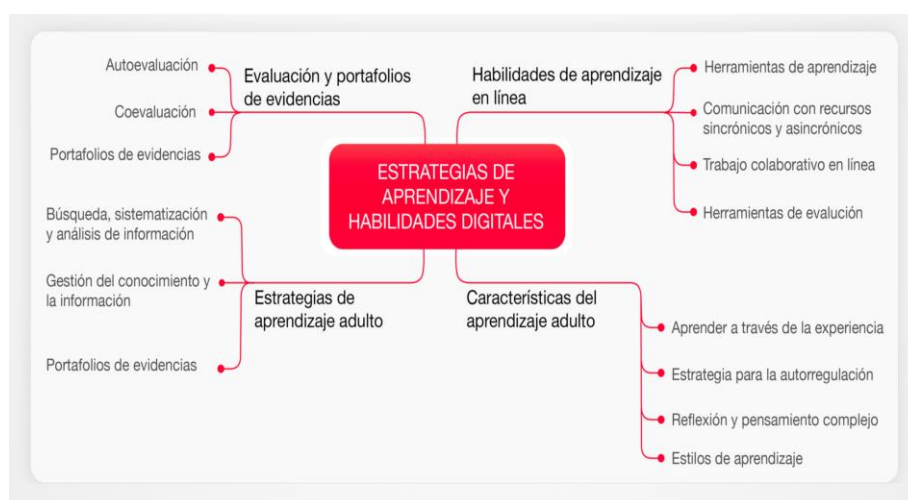 ESTRATEGIAS DE
APRENDIZAJE Y
HABILIDADES DIGITALES
Evaluación y portafolios
de evidencias
Autoevaluación
Coevaluación
Portafolios de evidencias
Estrategias de
aprendizaje adulto
Búsqueda, sistematización
y análisis de información
Gestión del conocimiento y
la información
Portafolios de evidencias
Habilidades de aprendizaje
en línea
Herramientas de aprendizaje
Comunicación con recursos
sincrónicos y asincrónicos
Trabajo colaborativo en línea
Herramientas de evalución
Características del
aprendizaje adulto
Aprender a través de la experiencia
Estrategia para la autorregulación
Reflexión y pensamiento complejo
Estilos de aprendizaje